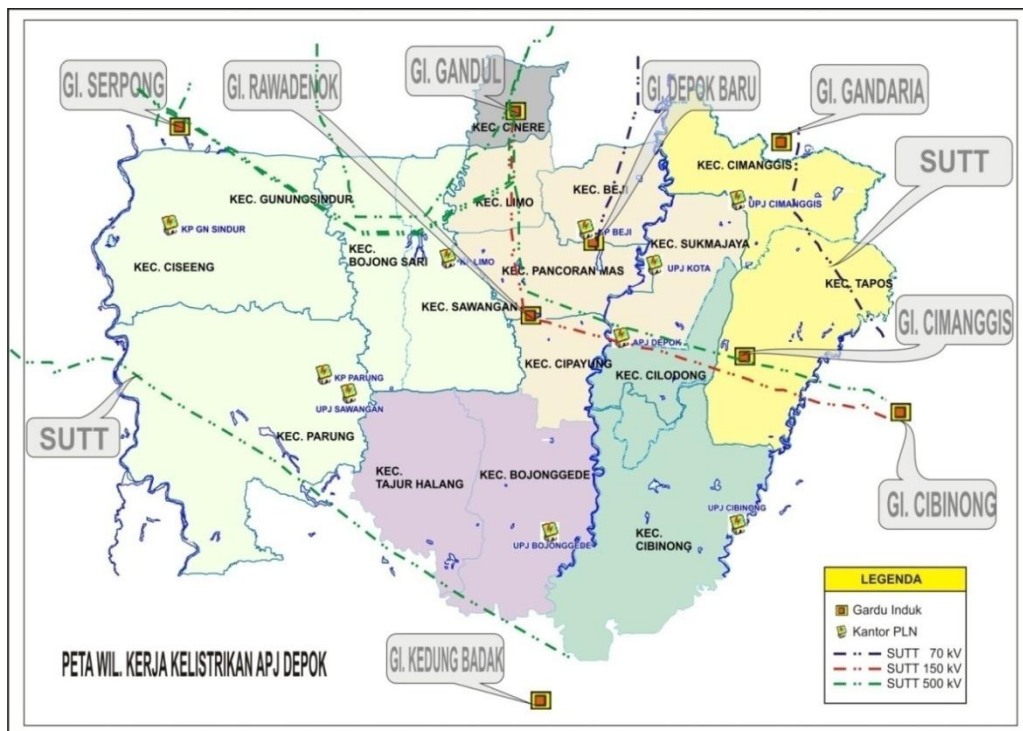 GI. SERPONG
GI. RAWADENOK
GI. GANDUL
GI. DEPOK BARU
GI. GANDARIA
SUTT
KEC. CINERE
KEC. CIMANGGIS
KEC. GUNUNGSINDUR
KEC. LIMO
KEC. BEJI
UPJ CIMANGGIS
KP GN SINDUR
KP BEJI
KEC. SUKMAJAYA
KEC.
BOJONG SARI
KP LIMO
KEC. CISEENG
KEC. PANCORAN MAS
UPJ KOTA
KEC. TAPOS
KEC. SAWANGAN
GI. CIMANGGIS
APJ DEPOK
KEC. CIPAYUNG
KEC. CILODONG
KP PARUNG
UPJ SAWANGAN
SUTT
KEC. PARUNG
KEC.
TAJUR HALANG
KEC. BOJONGGEDE
GI. CIBINONG
UPJ CIBINONG
KEC.
CIBINONG
UPJ BOJONGGEDE
LEGENDA
Gardu Induk
Kantor PLN
SUTT 70 kV
SUTT 150 kV
SUTT 500 kV
PETA WIL. KERJA KELISTRIKAN APJ DEPOK
GI. KEDUNG BADAK